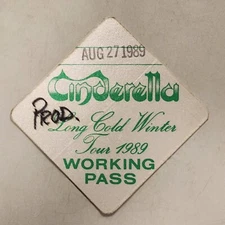 AUG 27 1989
Cinderella
PROD.
Long Cold Winter
Tour 1989
WORKING
PASS